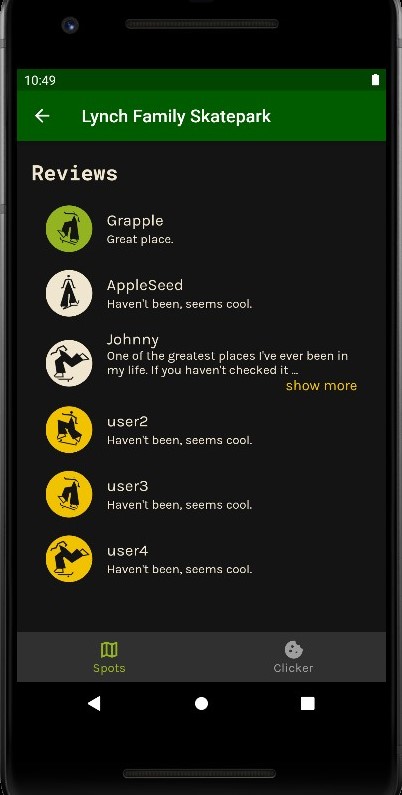 10:49
Lynch Family Skatepark
Reviews
Grapple
Great place.
AppleSeed
Haven't been, seems cool.
Johnny
One of the greatest places I've ever been in
my life. If you haven't checked it ...
show more
user2
Haven't been, seems cool.
user3
Haven't been, seems cool.
user4
Haven't been, seems cool.
Spots
Clicker